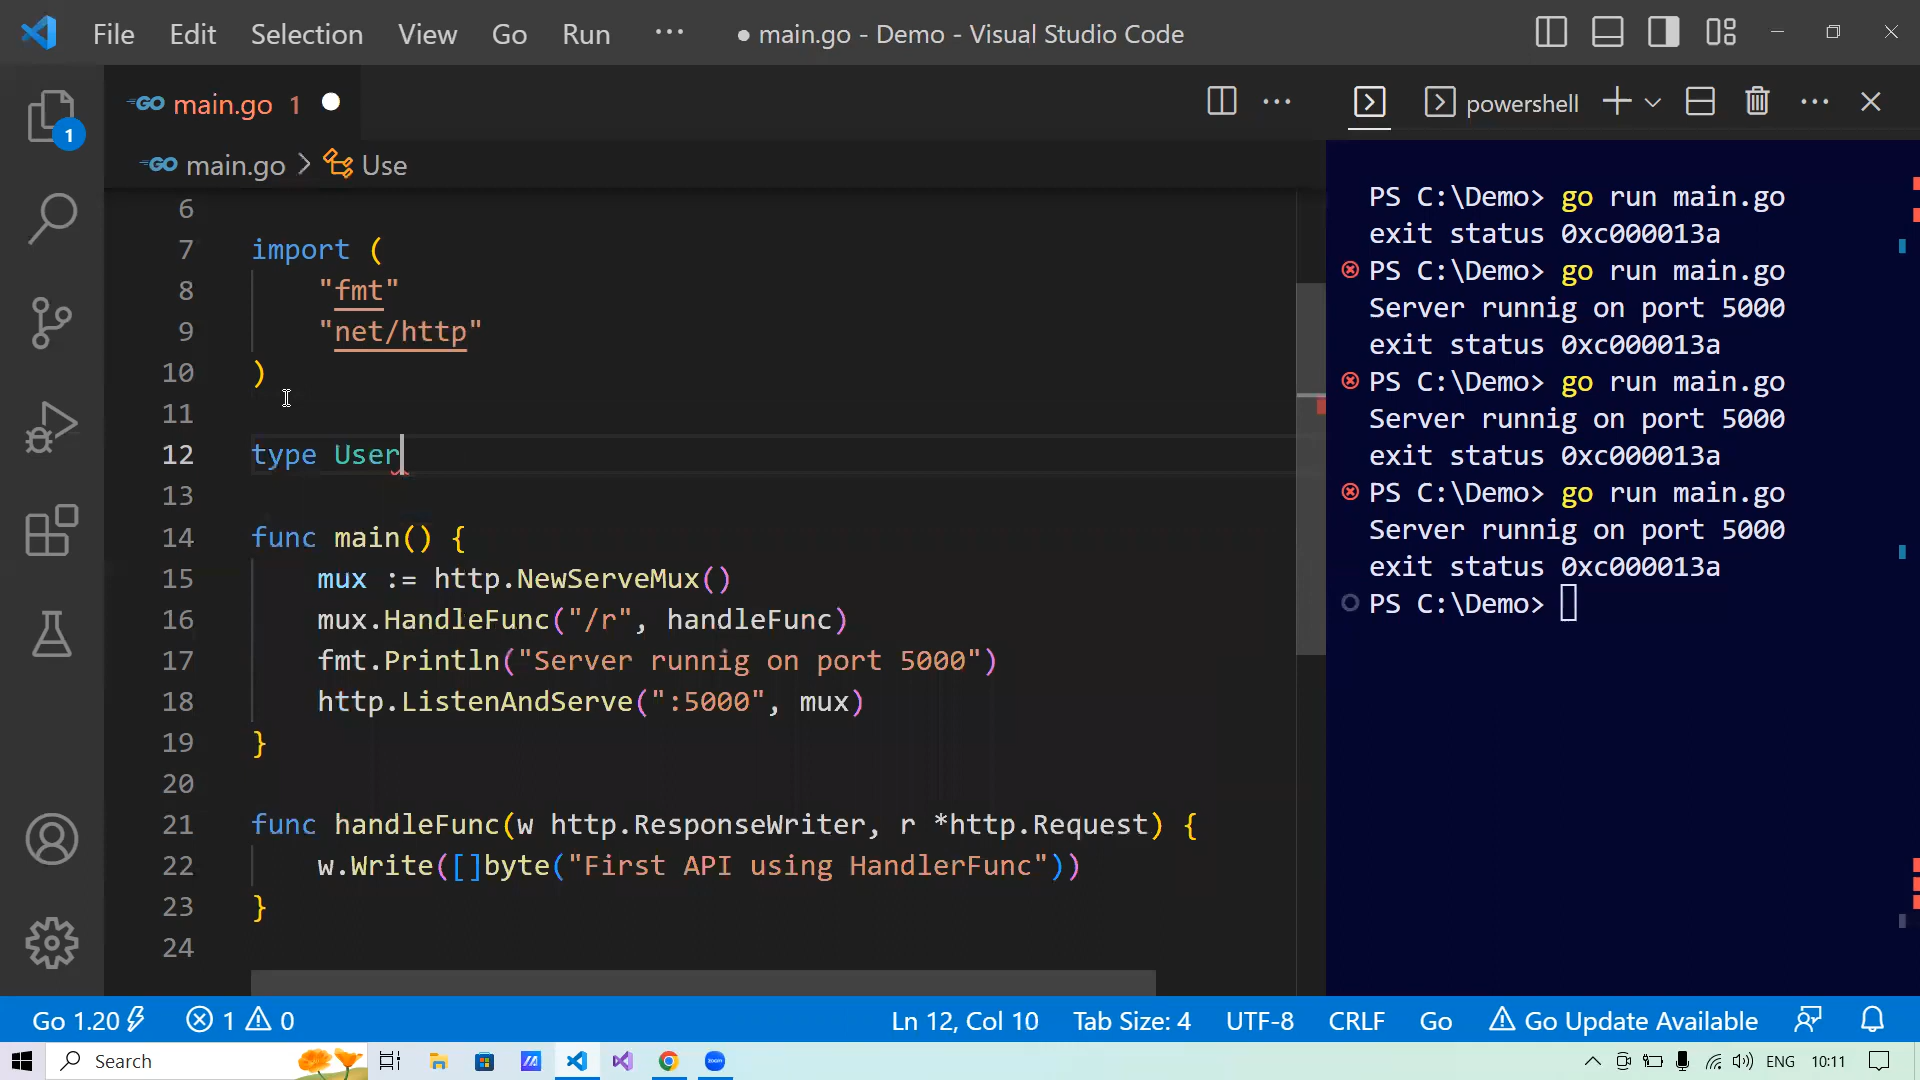 File Edit Selection View Go Run ··· ● main.go - Demo - Visual Studio Code
GO main.go 1
powershell
GO main.go > Use
6
7 import (
8 "fmt"
9 "net/http"
10 )
11
12 type User
13
14 func main() {
15 mux := http.NewServeMux()
16 mux.HandleFunc("/r", handleFunc)
17 fmt.Println("Server runnig on port 5000")
18 http.ListenAndServe(":5000", mux)
19 }
20
21 func handleFunc(w http.ResponseWriter, r *http.Request) {
22 w.Write([]byte("First API using HandlerFunc"))
23 }
24
PS C:\Demo> go run main.go
exit status 0xc000013a
PS C:\Demo> go run main.go
Server runnig on port 5000
exit status 0xc000013a
PS C:\Demo> go run main.go
Server runnig on port 5000
exit status 0xc000013a
PS C:\Demo> go run main.go
Server runnig on port 5000
exit status 0xc000013a
PS C:\Demo>
1
Go 1.20 1 0 Ln 12, Col 10 Tab Size: 4 UTF-8 CRLF Go Go Update Available
Search zoom ENG 10:11